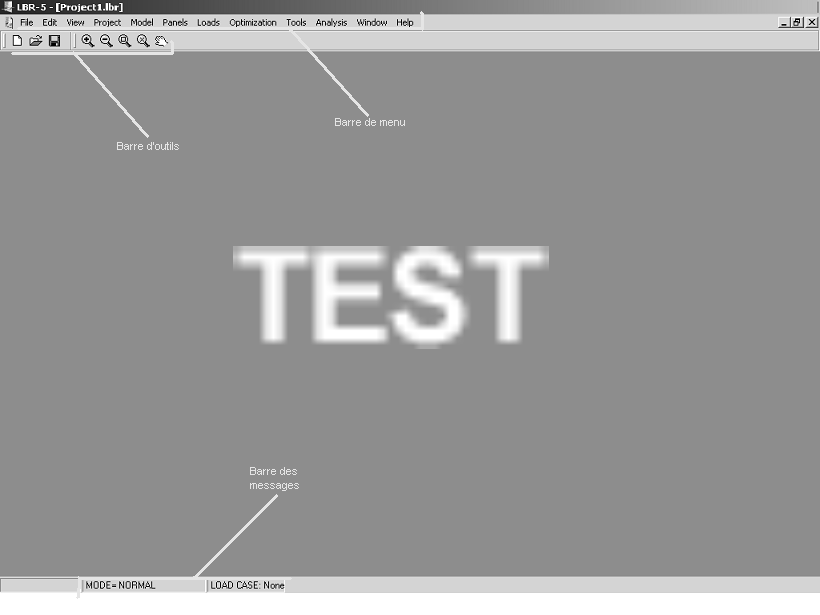 LBR-5 - [Project1.lbr]
File Edit View Project Model Panels Loads Optimization Tools Analysis Window Help
Barre de menu
Barre d'outils
TEST
Barre des
messages
MODE= NORMAL LOAD CASE: None